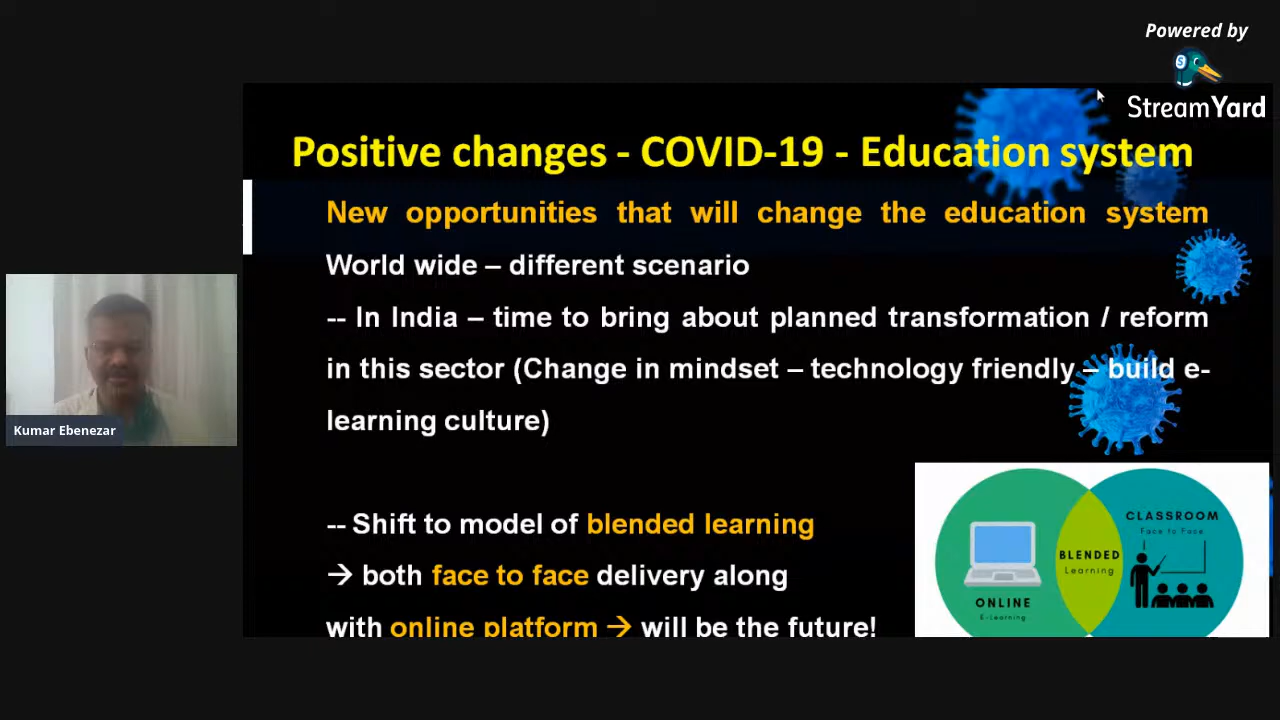 Powered by
StreamYard
Positive changes - COVID-19 - Education system
New opportunities that will change the education system
World wide – different scenario
-- In India – time to bring about planned transformation / reform
in this sector (Change in mindset – technology friendly – build e-
learning culture)
Kumar Ebenezar
-- Shift to model of blended learning
→ both face to face delivery along
with online platform → will be the future!
CLASSROOM
Face to Face
BLENDED
Learning
ONLINE
E-Learning